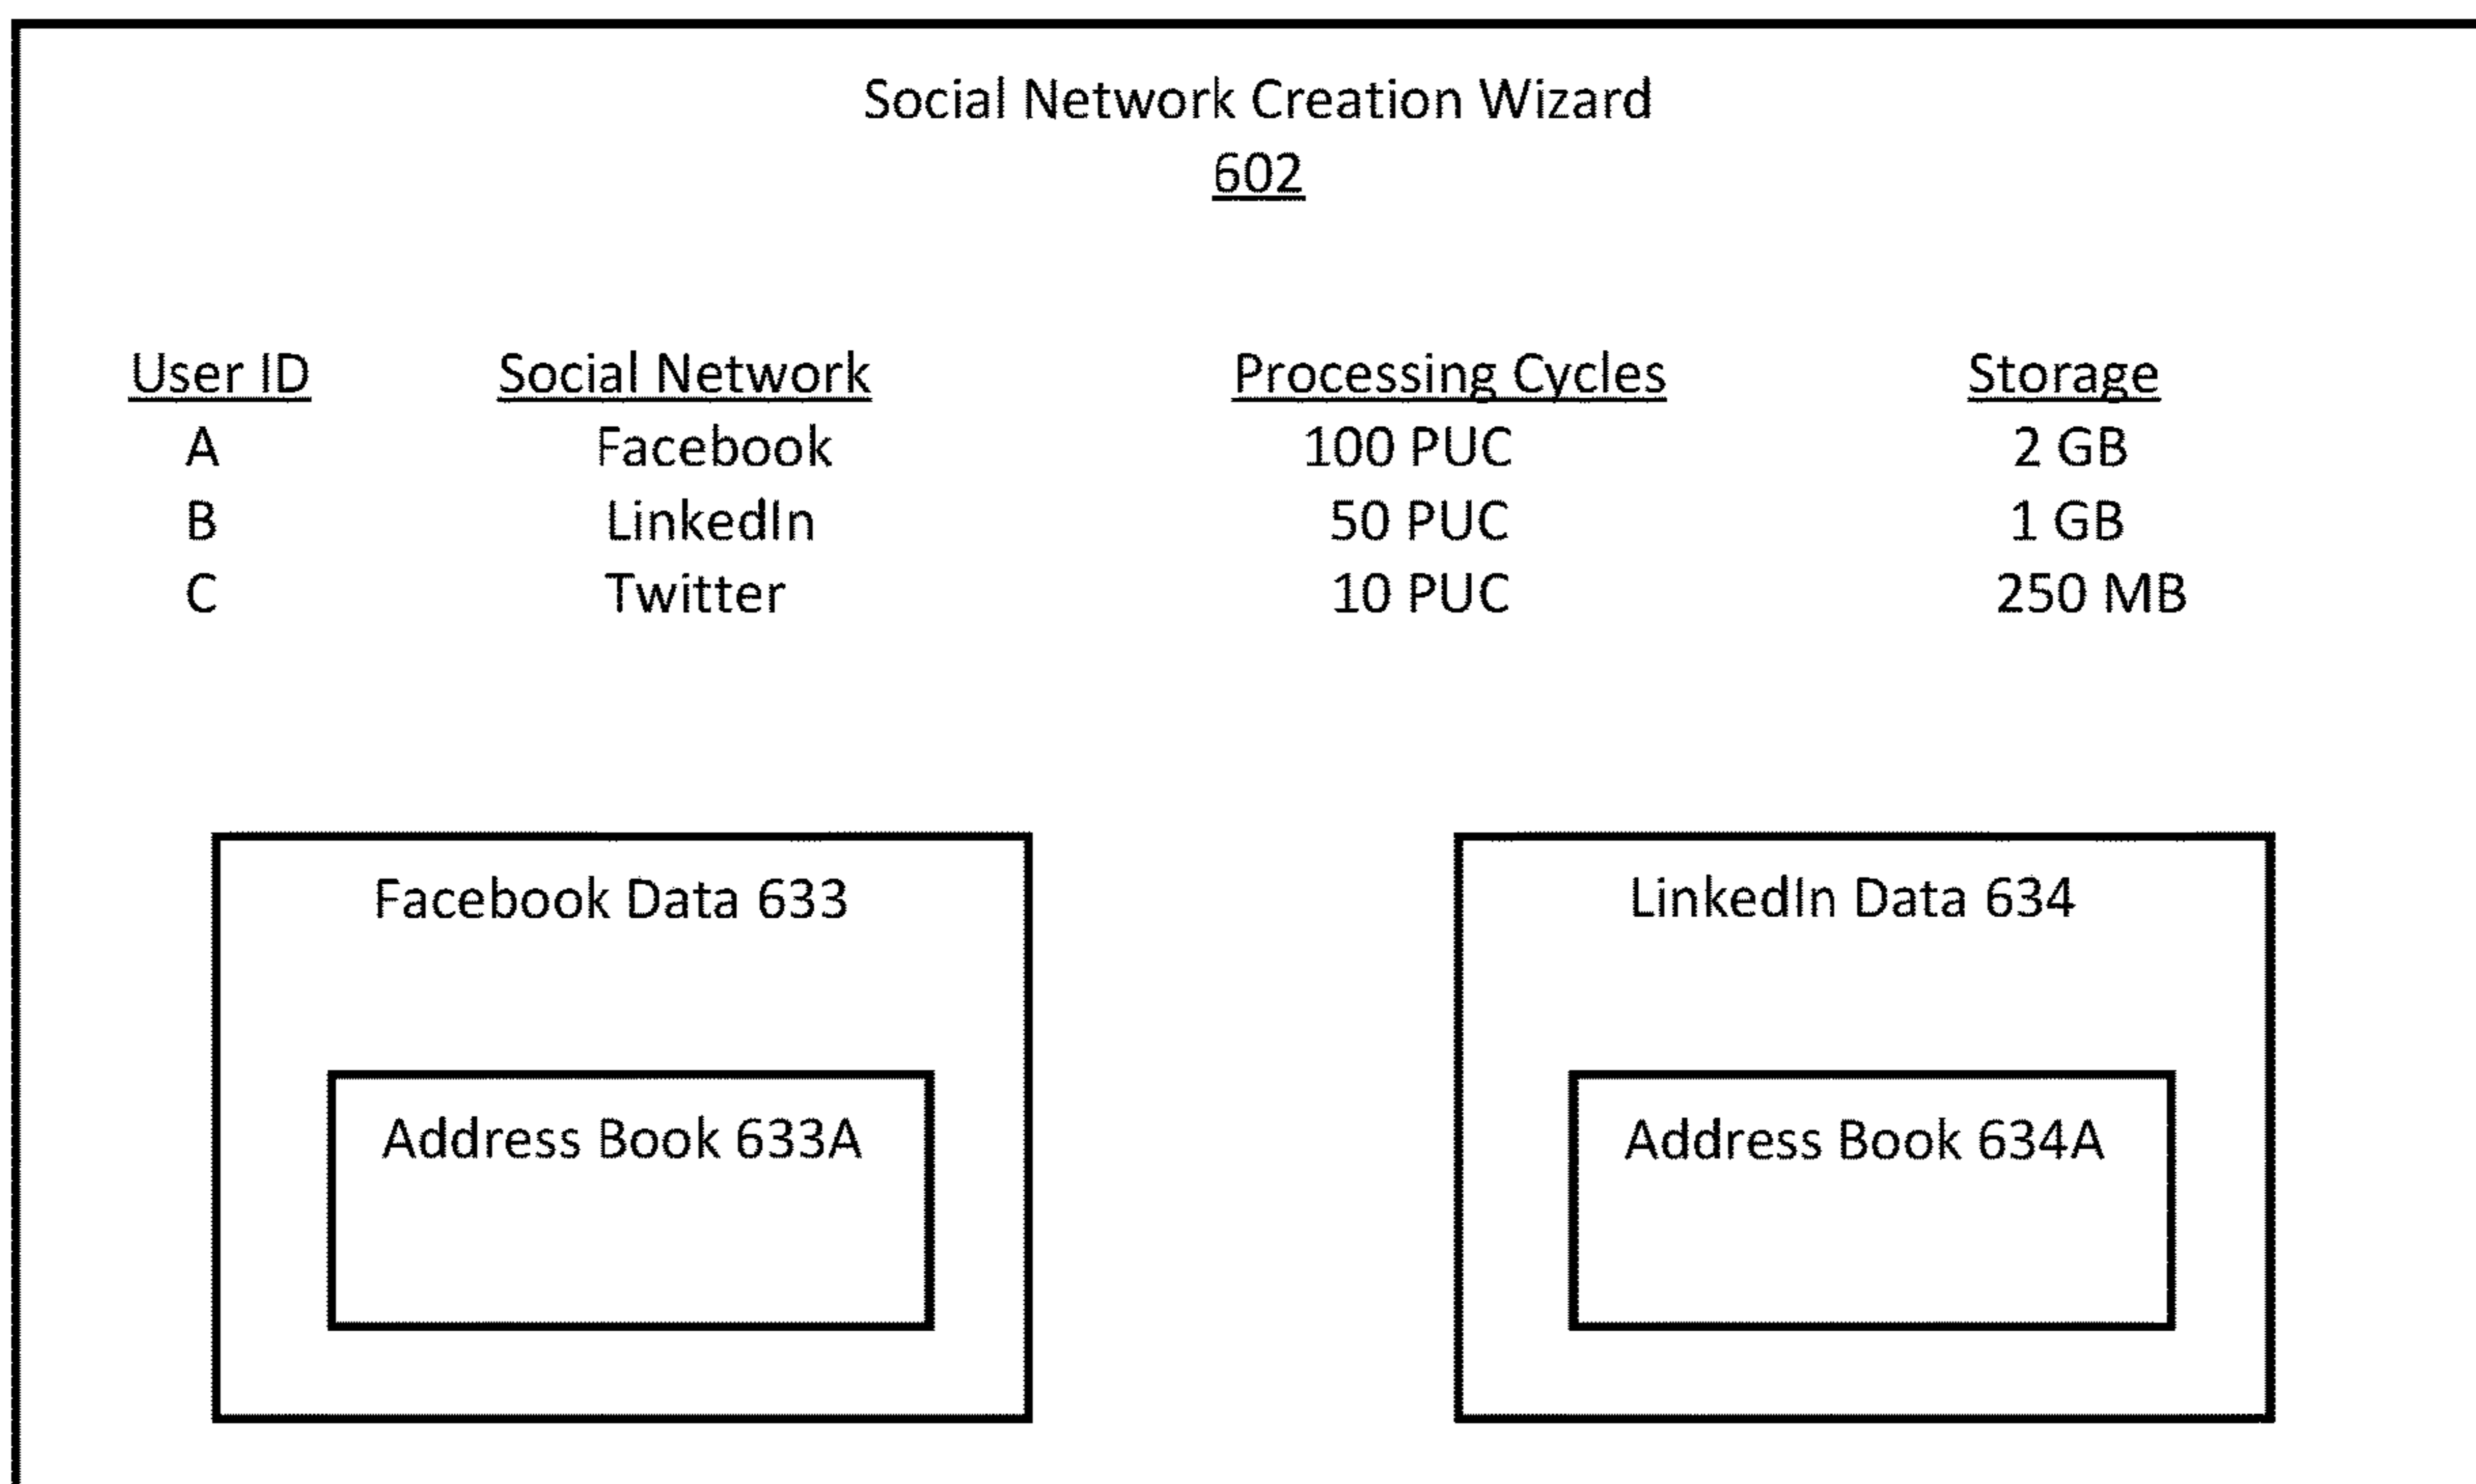 Social Network Creation Wizard
602
User ID Social Network Processing Cycles Storage
A Facebook 100 PUC 2 GB
B LinkedIn 50 PUC 1 GB
C Twitter 10 PUC 250 MB
Facebook Data 633 LinkedIn Data 634
Address Book 633A Address Book 634A